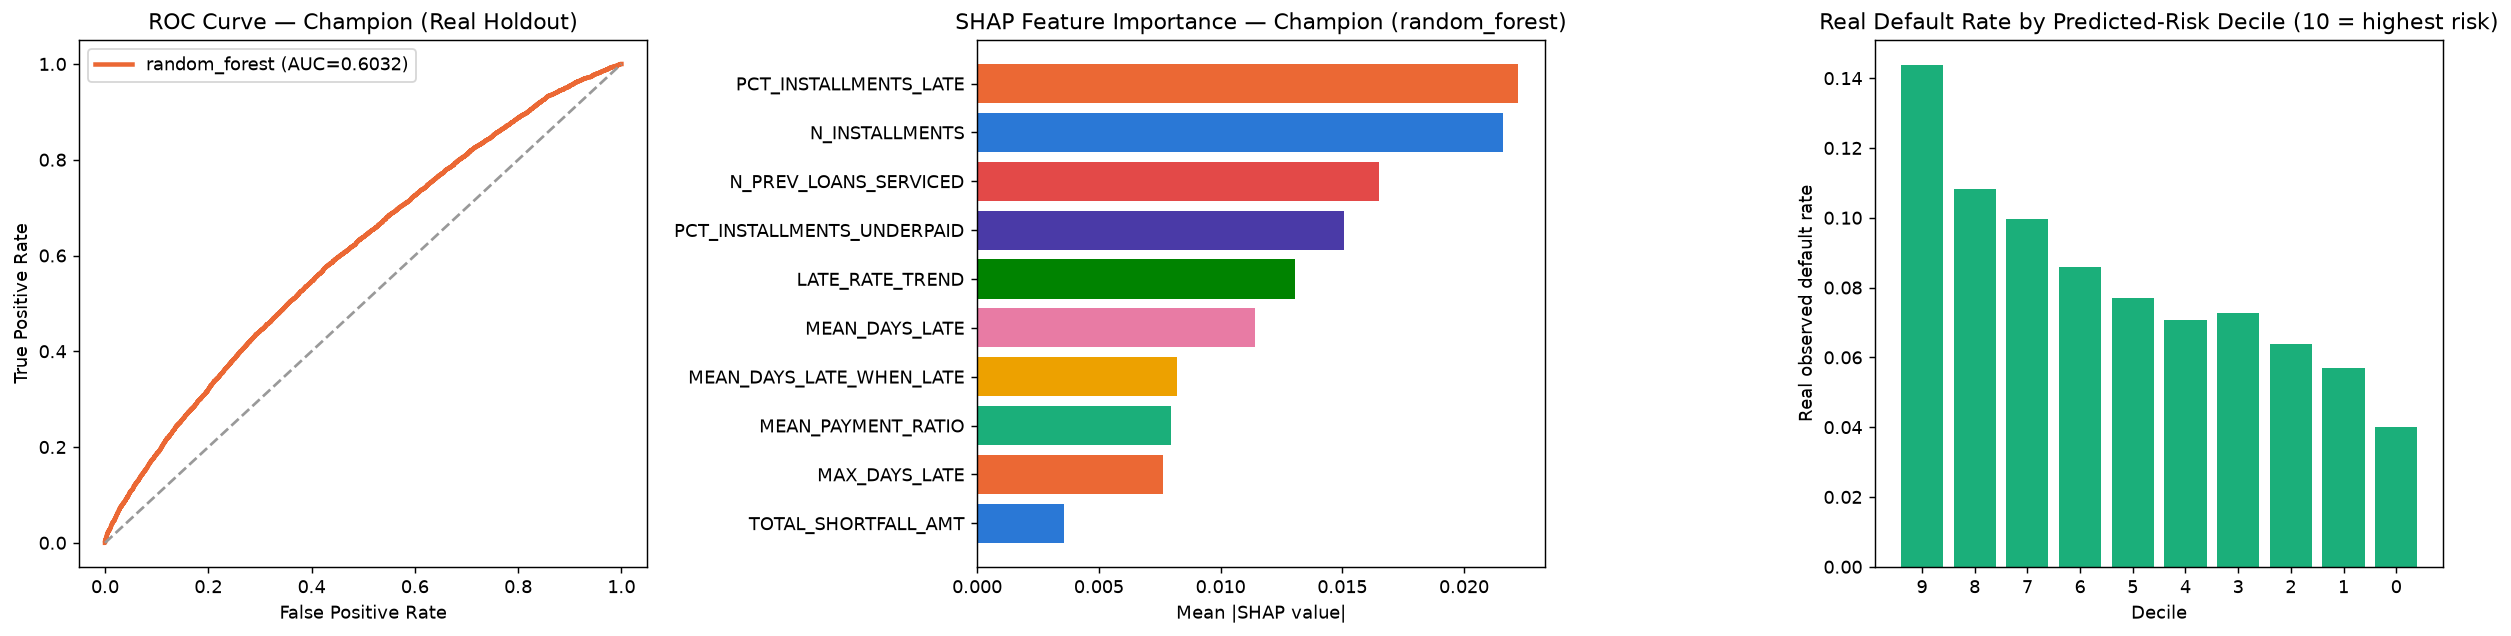 ROC Curve — Champion (Real Holdout)
random_forest (AUC=0.6032)
True Positive Rate
1.0
0.8
0.6
0.4
0.2
0.0
0.0 0.2 0.4 0.6 0.8 1.0
False Positive Rate
SHAP Feature Importance — Champion (random_forest)
PCT_INSTALLMENTS_LATE
N_INSTALLMENTS
N_PREV_LOANS_SERVICED
PCT_INSTALLMENTS_UNDERPAID
LATE_RATE_TREND
MEAN_DAYS_LATE
MEAN_DAYS_LATE_WHEN_LATE
MEAN_PAYMENT_RATIO
MAX_DAYS_LATE
TOTAL_SHORTFALL_AMT
0.000 0.005 0.010 0.015 0.020
Mean |SHAP value|
Real Default Rate by Predicted-Risk Decile (10 = highest risk)
Real observed default rate
0.14
0.12
0.10
0.08
0.06
0.04
0.02
0.00
9 8 7 6 5 4 3 2 1 0
Decile